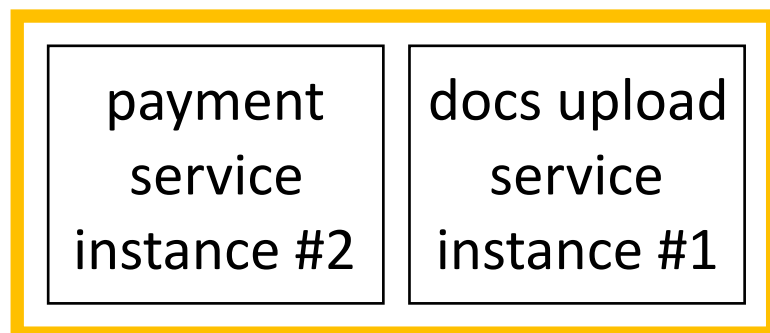 payment
service
instance #2
docs upload
service
instance #1